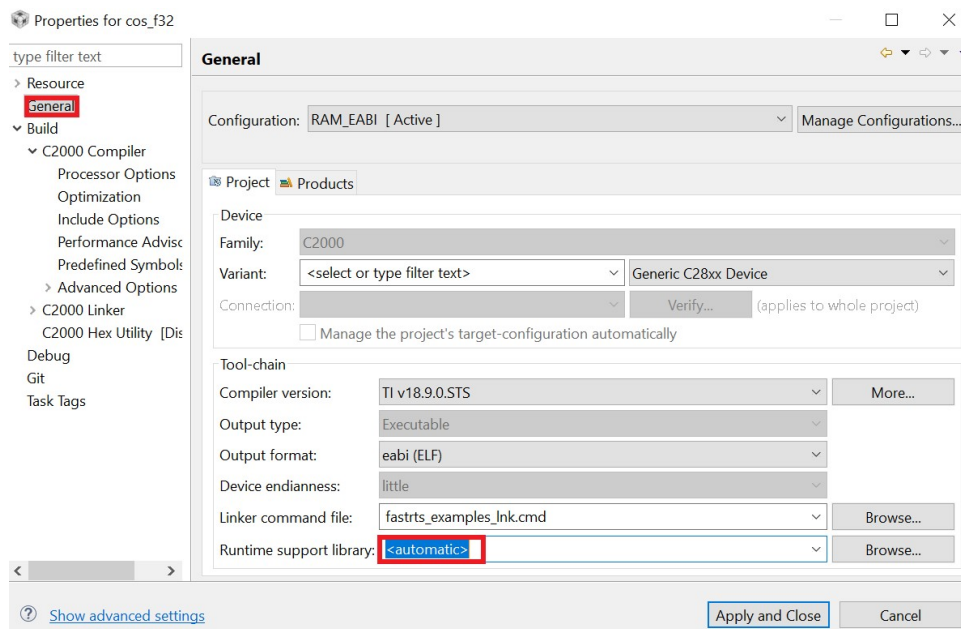 Properties for cos_f32
type filter text
General
Resource
General
Build
C2000 Compiler
Processor Options
Optimization
Include Options
Performance Adviso
Predefined Symbols
Advanced Options
C2000 Linker
C2000 Hex Utility [Dis
Debug
Git
Task Tags
Configuration: RAM_EABI [ Active ] Manage Configurations...
Project Products
Device
Family: C2000
Variant: <select or type filter text> Generic C28xx Device
Connection: Verify... (applies to whole project)
Manage the project's target-configuration automatically
Tool-chain
Compiler version: TI v18.9.0.STS More...
Output type: Executable
Output format: eabi (ELF)
Device endianness: little
Linker command file: fastrts_examples_lnk.cmd Browse...
Runtime support library: <automatic> Browse...
? Show advanced settings Apply and Close Cancel